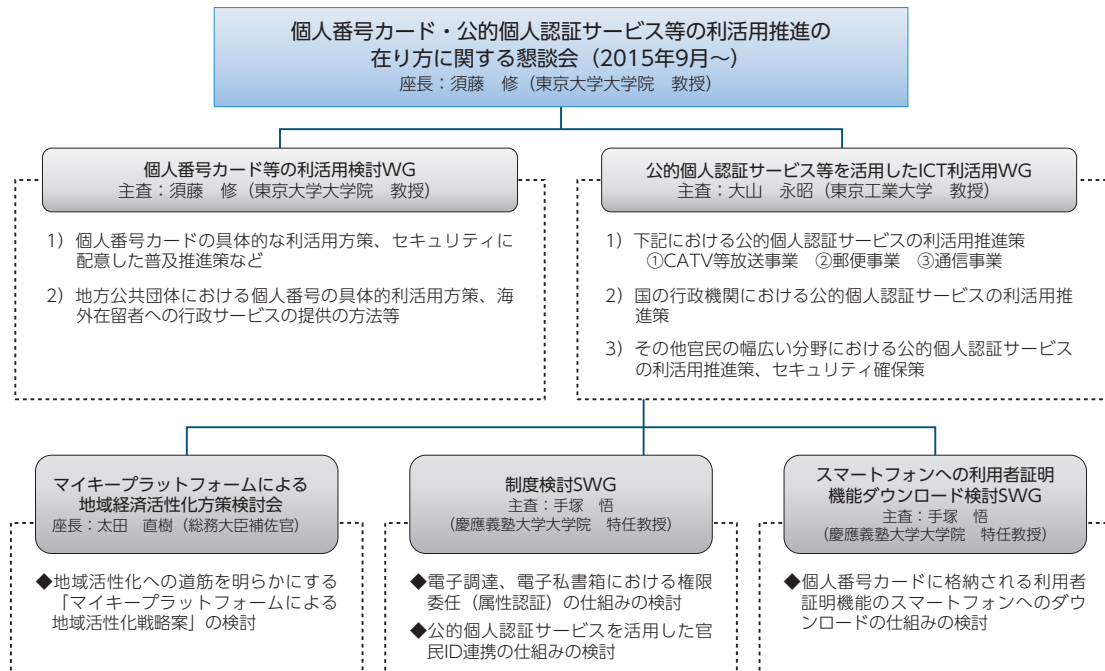 個人番号カード・公的個人認証サービス等の利活用推進の
在り方に関する懇談会（2015年9月～）
座長：須藤　修（東京大学大学院　教授）
個人番号カード等の利活用検討WG
主査：須藤　修（東京大学大学院　教授）
1）個人番号カードの具体的な利活用方策、セキュリティに
配意した普及推進策など
2）地方公共団体における個人番号の具体的利活用方策、海
外在留者への行政サービスの提供の方法等
公的個人認証サービス等を活用したICT利活用WG
主査：大山　永昭（東京工業大学　教授）
1）下記における公的個人認証サービスの利活用推進策
①CATV等放送事業　②郵便事業　③通信事業
2）国の行政機関における公的個人認証サービスの利活用推
進策
3）その他官民の幅広い分野における公的個人認証サービス
の利活用推進策、セキュリティ確保策
マイキープラットフォームによる
地域経済活性化方策検討会
座長：太田　直樹（総務大臣補佐官）
◆地域活性化への道筋を明らかにする
「マイキープラットフォームによる
地域活性化戦略案」の検討
制度検討SWG
主査：手塚　悟
（慶應義塾大学大学院　特任教授）
◆電子調達、電子私書箱における権限
委任（属性認証）の仕組みの検討
◆公的個人認証サービスを活用した官
民ID連携の仕組みの検討
スマートフォンへの利用者証明
機能ダウンロード検討SWG
主査：手塚　悟
（慶應義塾大学大学院　特任教授）
◆個人番号カードに格納される利用者
証明機能のスマートフォンへのダウ
ンロードの仕組みの検討